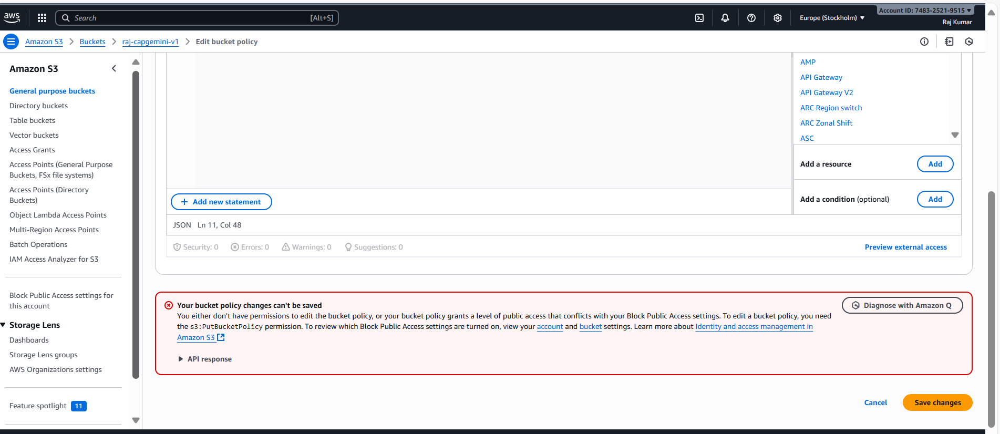 aws
Search [Alt+S]
Europe (Stockholm)
Account ID: 7483-2521-9515
Raj Kumar
Amazon S3 Buckets raj-capgemini-v1 Edit bucket policy
Amazon S3
General purpose buckets
Directory buckets
Table buckets
Vector buckets
Access Grants
Access Points (General Purpose
Buckets, FSx file systems)
Access Points (Directory
Buckets)
Object Lambda Access Points
Multi-Region Access Points
Batch Operations
IAM Access Analyzer for S3
Block Public Access settings for
this account
Storage Lens
Dashboards
Storage Lens groups
AWS Organizations settings
Feature spotlight 11
AMP
API Gateway
API Gateway V2
ARC Region switch
ARC Zonal Shift
ASC
Add a resource Add
Add a condition (optional) Add
+ Add new statement
JSON Ln 11, Col 48
Security: 0 Errors: 0 Warnings: 0 Suggestions: 0 Preview external access
Your bucket policy changes can't be saved
Diagnose with Amazon Q
You either don't have permissions to edit the bucket policy, or your bucket policy grants a level of public access that conflicts with your Block Public Access settings. To edit a bucket policy, you need
the s3:PutBucketPolicy permission. To review which Block Public Access settings are turned on, view your account and bucket settings. Learn more about Identity and access management in
Amazon S3
API response
Cancel Save changes